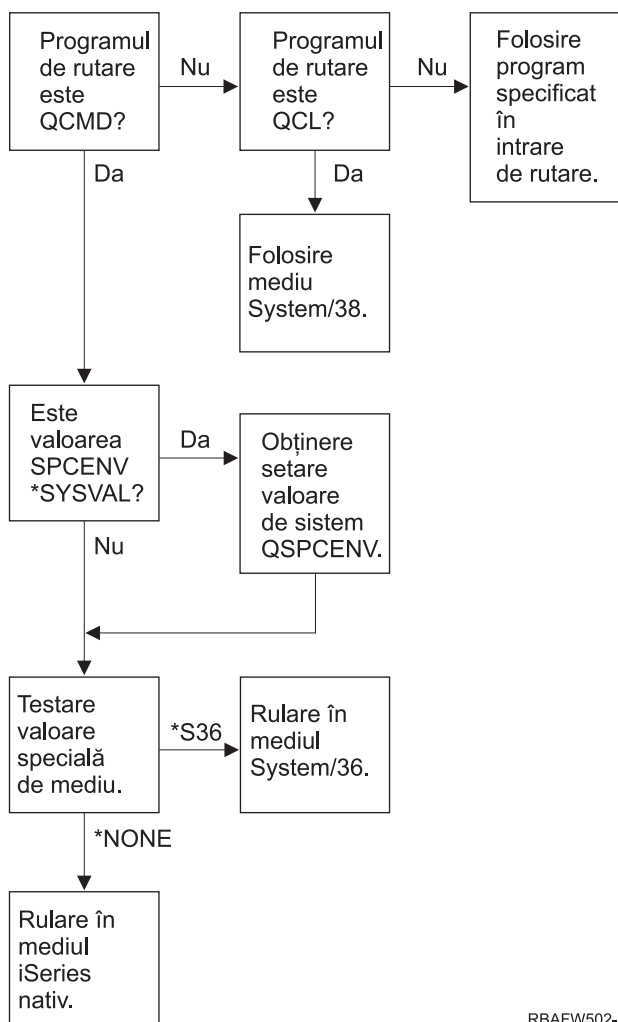 Programul
de rutare
este
QCMD?
Nu
Programul
de rutare
este
QCL?
Nu
Folosire
program
specificat
în
intrare
de rutare.
Da
Da
Folosire
mediu
System/38.
Este
valoarea
SPCENV
*SYSVAL?
Da
Obținere
setare
valoare
de sistem
QSPCENV.
Nu
Testare
valoare
specială
de mediu.
*S36
Rulare în
mediul
System/36.
*NONE
Rulare în
mediul
iSeries
nativ.
RBAFW502-